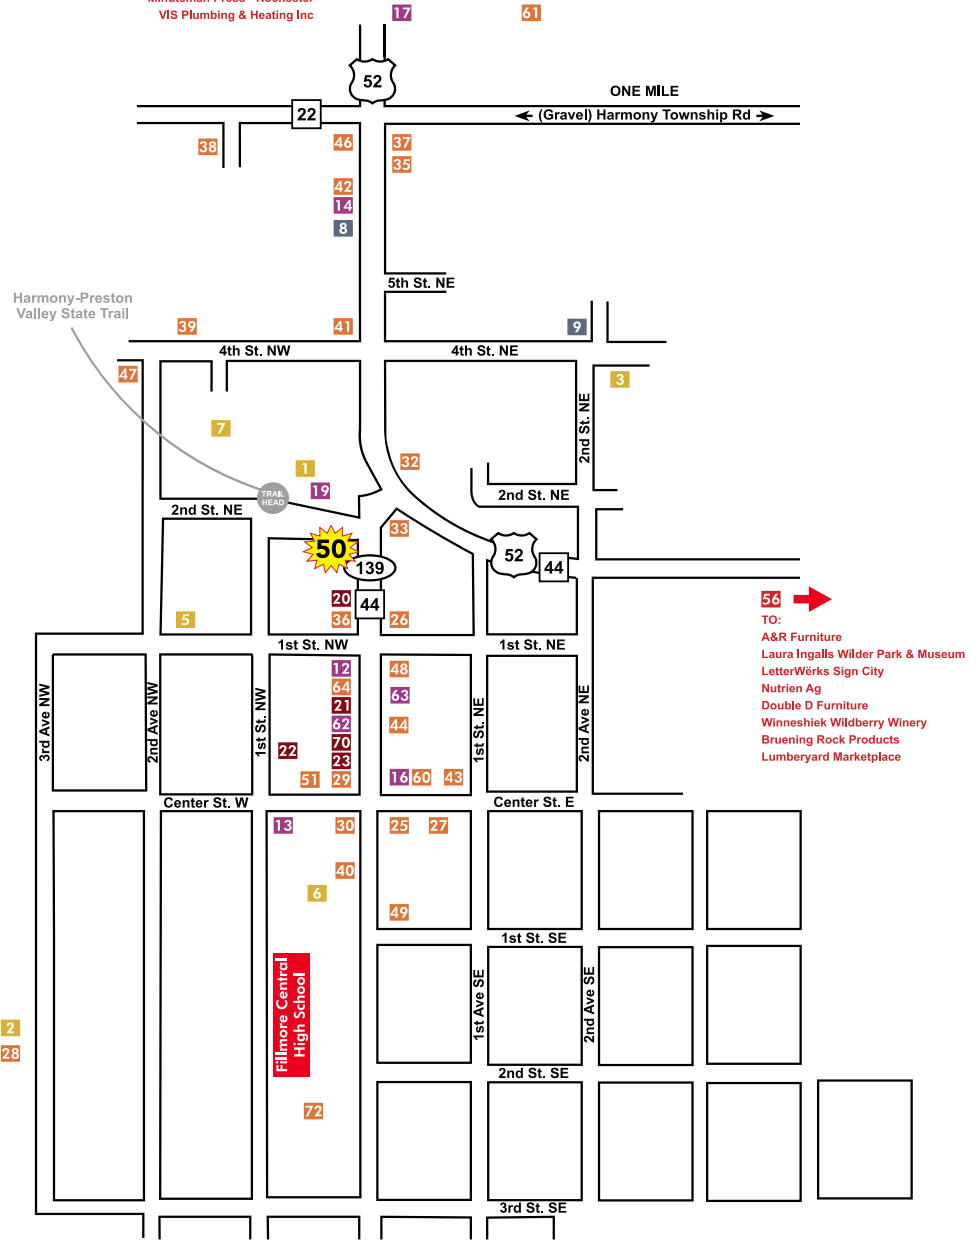 Minuteman Press - Rochester
VIS Plumbing & Heating Inc
17
61
52
ONE MILE
22
(Gravel) Harmony Township Rd
38
46
37
35
42
14
8
5th St. NE
Harmony-Preston
Valley State Trail
39
41
9
4th St. NW
4th St. NE
47
3
2nd St. NE
7
32
1
19
TRAIL
HEAD
2nd St. NE
2nd St. NE
33
50
52
44
139
20
44
56
5
36
26
TO:
A&R Furniture
Laura Ingalls Wilder Park & Museum
LetterWërks Sign City
Nutrien Ag
Double D Furniture
Winneshiek Wildberry Winery
Bruening Rock Products
Lumberyard Marketplace
1st St. NW
1st St. NE
12
48
64
63
21
62
44
70
22
23
51
29
16
60
43
3rd Ave NW
2nd Ave NW
1st St. NW
1st St. NE
2nd Ave NE
Center St. W
Center St. E
13
30
25
27
40
6
49
1st St. SE
Fillmore Central
High School
1st Ave SE
2nd Ave SE
2
28
2nd St. SE
72
3rd St. SE